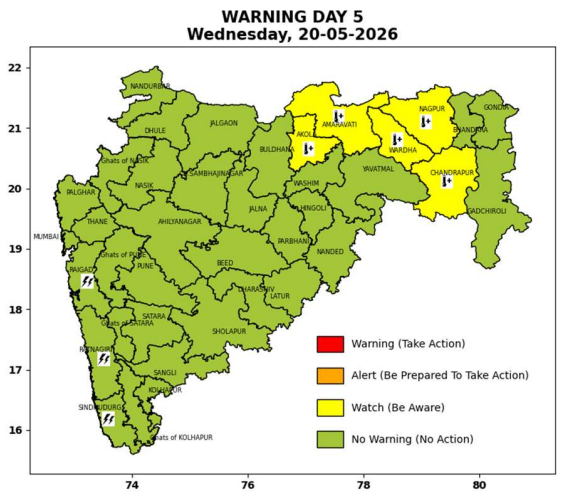 WARNING DAY 5
Wednesday, 20-05-2026
22
21
20
19
18
17
16
74
76
78
80
NANDURBAR
DHULE
JALGAON
Ghats of NASIK
NASIK
SAMBHAJINAGAR
BULDHANA
AKOLA
AMARAVATI
NAGPUR
WARDHA
BHANDARA
GONDIA
CHANDRAPUR
GADCHIROLI
YAVATMAL
WASHIM
PALGHAR
THANE
MUMBAI
AHILYANAGAR
JALNA
HINGOLI
PARBHANI
NANDED
RAIGAD
Ghats of PUNE
PUNE
BEED
DHARASHIV
LATUR
SATARA
Ghats of SATARA
SHOLAPUR
RATNAGIRI
SANGLI
KOLHAPUR
SINDHUDURG
Ghats of KOLHAPUR
Warning (Take Action)
Alert (Be Prepared To Take Action)
Watch (Be Aware)
No Warning (No Action)